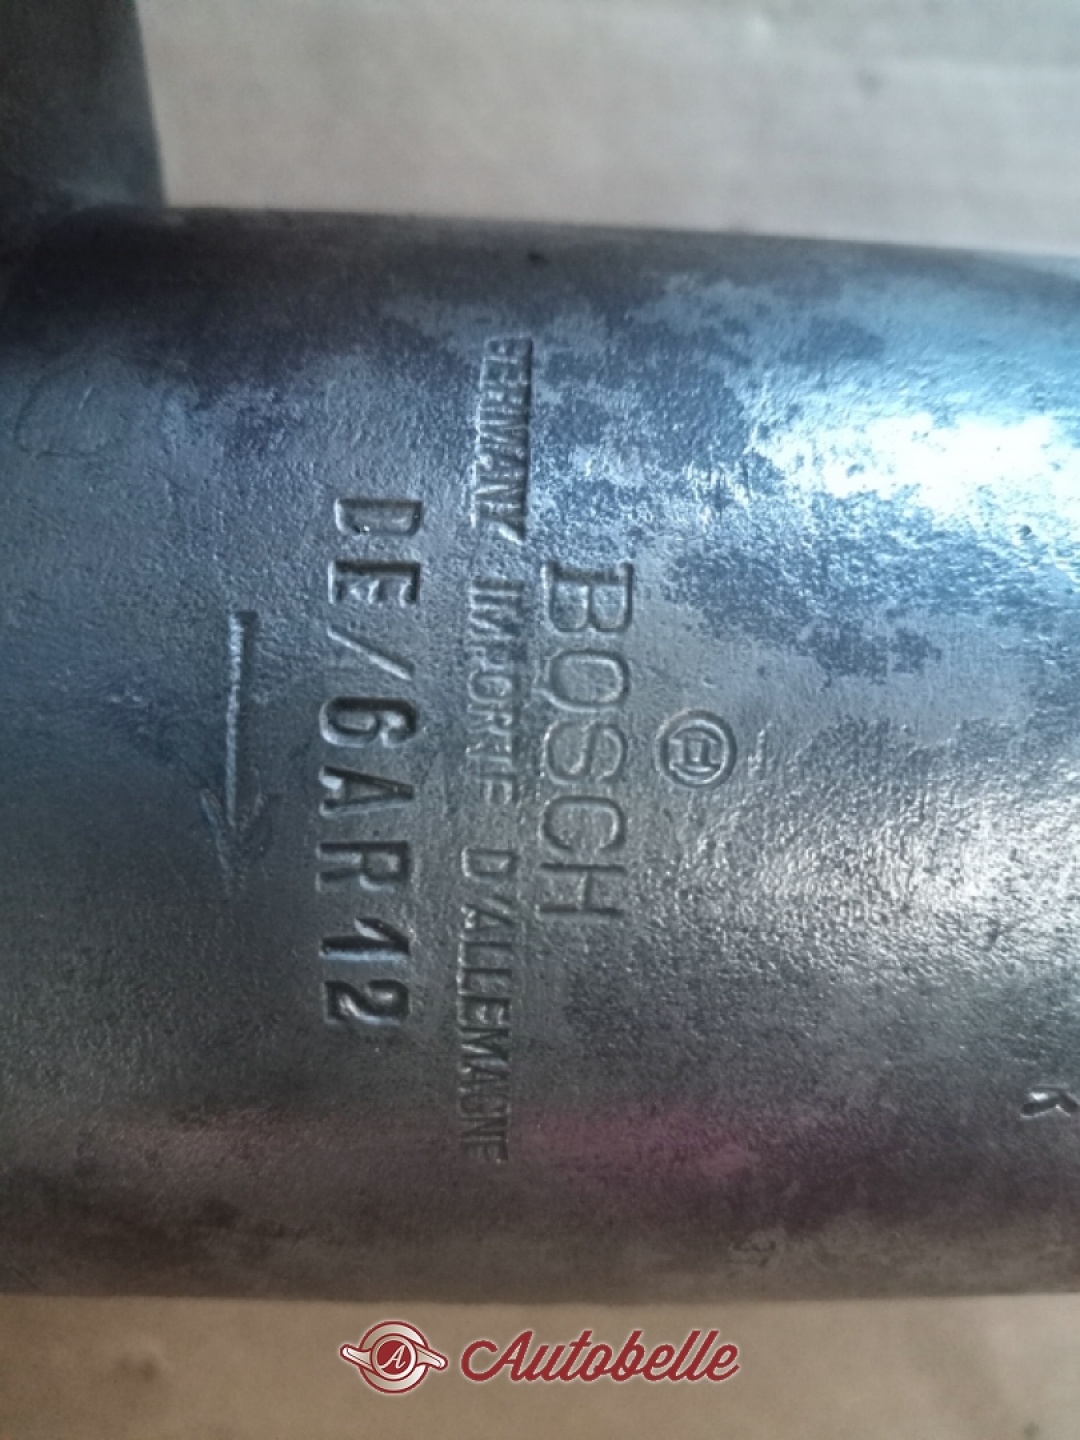 BOSCH
GERMANY IMPORTE D'ALLEMAGNE
DE/6AR12
K
A
Autobelle